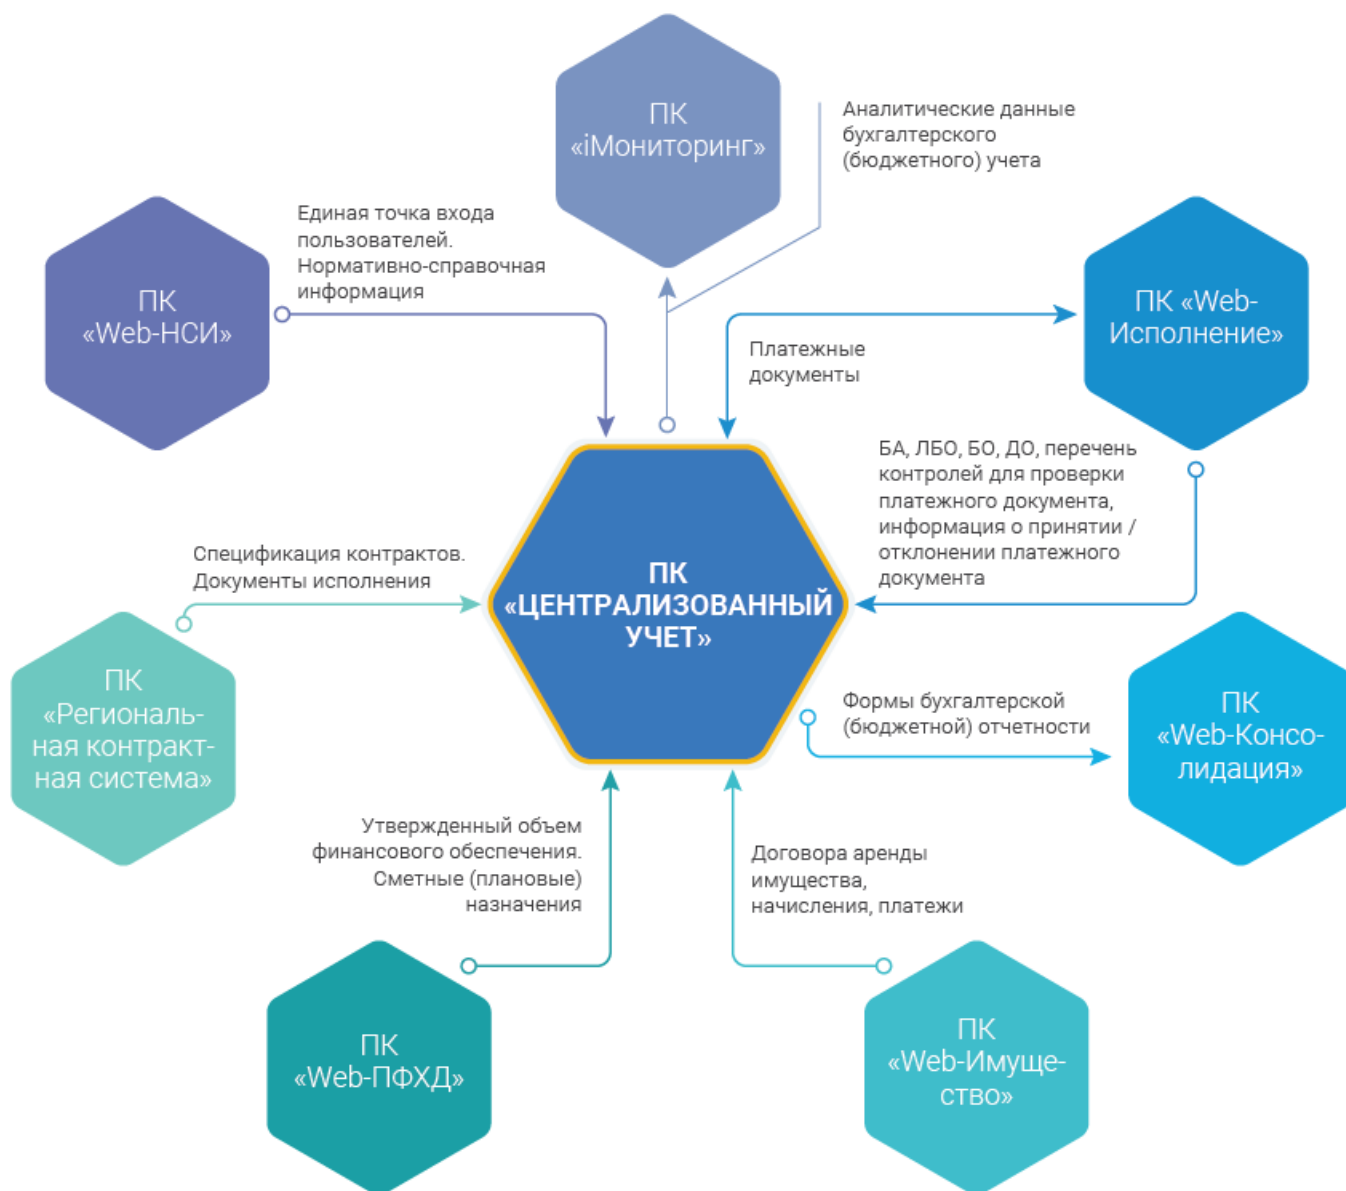 ПК
«iМониторинг»
Аналитические данные
бухгалтерского
(бюджетного) учета
Единая точка входа
пользователей.
Нормативно-справочная
информация
ПК
«Web-НСИ»
ПК «Web-
Исполнение»
Платежные
документы
БА, ЛБО, БО, ДО, перечень
контролей для проверки
платежного документа,
информация о принятии /
отклонении платежного
документа
Спецификация контрактов.
Документы исполнения
ПК
«ЦЕНТРАЛИЗОВАННЫЙ
УЧЕТ»
ПК
«Региональ-
ная контракт-
ная система»
Формы бухгалтерской
(бюджетной) отчетности
ПК
«Web-Консо-
лидация»
Утвержденный объем
финансового обеспечения.
Сметные (плановые)
назначения
Договора аренды
имущества,
начисления, платежи
ПК
«Web-ПФХД»
ПК
«Web-Имуще-
ство»